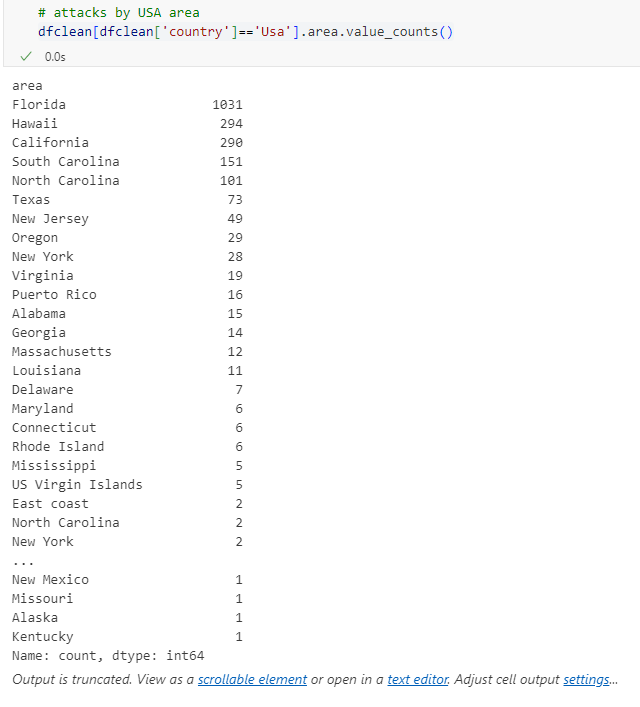 # attacks by USA area
dfclean[dfclean['country']=='Usa'].area.value_counts()
0.0s
area
Florida 1031
Hawaii 294
California 290
South Carolina 151
North Carolina 101
Texas 73
New Jersey 49
Oregon 29
New York 28
Virginia 19
Puerto Rico 16
Alabama 15
Georgia 14
Massachusetts 12
Louisiana 11
Delaware 7
Maryland 6
Connecticut 6
Rhode Island 6
Mississippi 5
US Virgin Islands 5
East coast 2
North Carolina 2
New York 2
...
New Mexico 1
Missouri 1
Alaska 1
Kentucky 1
Name: count, dtype: int64
Output is truncated. View as a scrollable element or open in a text editor. Adjust cell output settings...